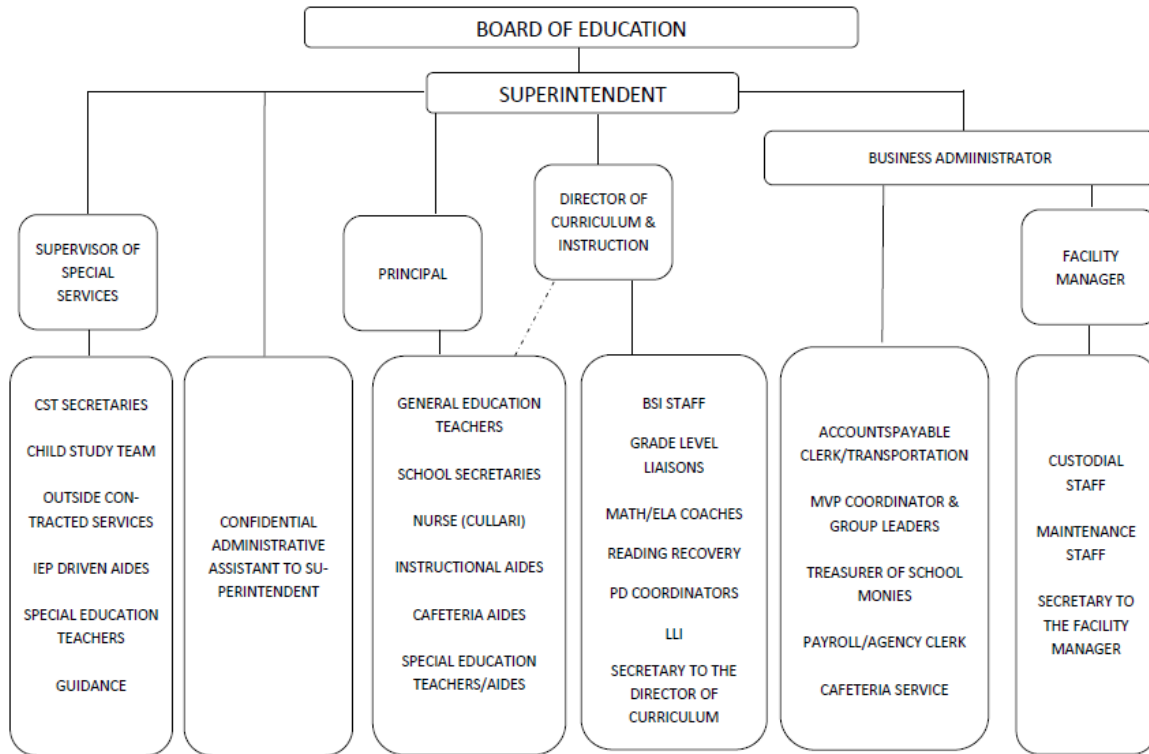 BOARD OF EDUCATION
SUPERINTENDENT
BUSINESS ADMIINISTRATOR
DIRECTOR OF
CURRICULUM &
INSTRUCTION
SUPERVISOR OF
SPECIAL
SERVICES
PRINCIPAL
FACILITY
MANAGER
CST SECRETARIES
CHILD STUDY TEAM
OUTSIDE CON-
TRACTED SERVICES
IEP DRIVEN AIDES
SPECIAL EDUCATION
TEACHERS
GUIDANCE
CONFIDENTIAL
ADMINISTRATIVE
ASSISTANT TO SU-
PERINTENDENT
GENERAL EDUCATION
TEACHERS
SCHOOL SECRETARIES
NURSE (CULLARI)
INSTRUCTIONAL AIDES
CAFETERIA AIDES
SPECIAL EDUCATION
TEACHERS/AIDES
BSI STAFF
GRADE LEVEL
LIAISONS
MATH/ELA COACHES
READING RECOVERY
PD COORDINATORS
LLI
SECRETARY TO THE
DIRECTOR OF
CURRICULUM
ACCOUNTSPAYABLE
CLERK/TRANSPORTATION
MVP COORDINATOR &
GROUP LEADERS
TREASURER OF SCHOOL
MONIES
PAYROLL/AGENCY CLERK
CAFETERIA SERVICE
CUSTODIAL
STAFF
MAINTENANCE
STAFF
SECRETARY TO
THE FACILITY
MANAGER